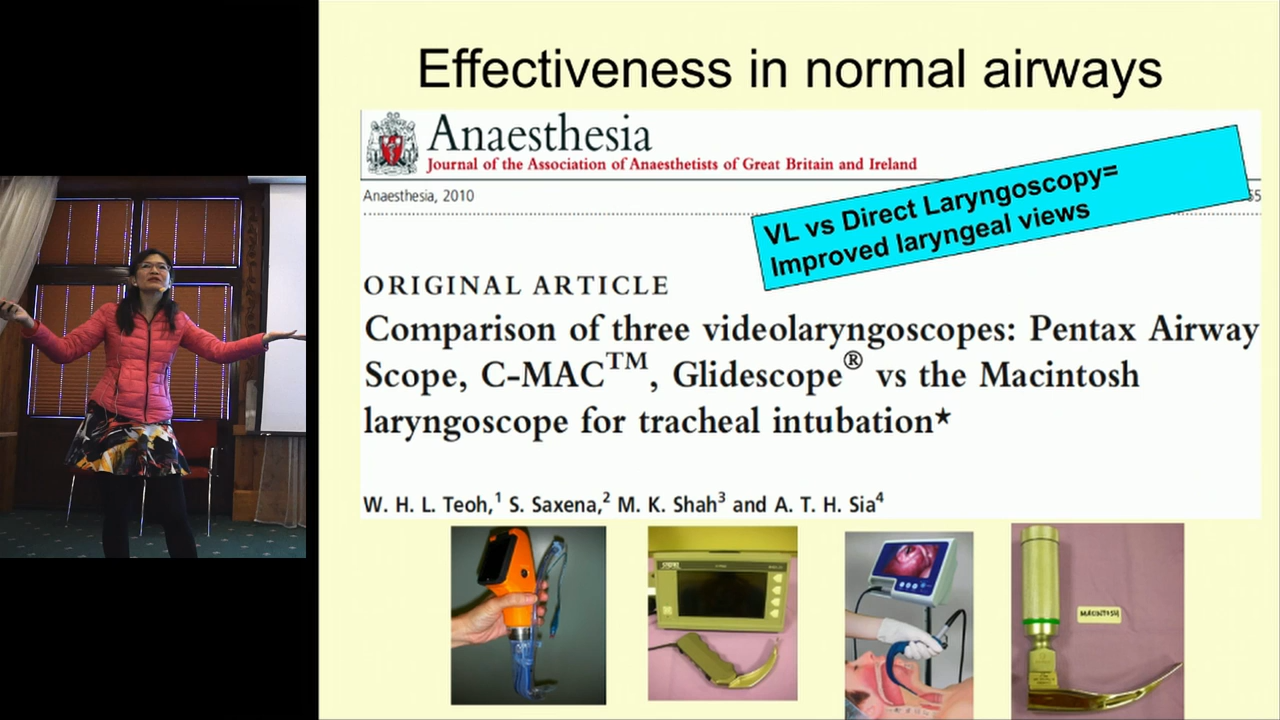 Effectiveness in normal airways
Anaesthesia
Journal of the Association of Anaesthetists of Great Britain and Ireland
Anaesthesia, 2010
VL vs Direct Laryngoscopy=
Improved laryngeal views
ORIGINAL ARTICLE
Comparison of three videolaryngoscopes: Pentax Airway
Scope, C-MAC™, Glidescope® vs the Macintosh
laryngoscope for tracheal intubation*
W. H. L. Teoh,¹ S. Saxena,² M. K. Shah³ and A. T. H. Sia⁴
MACINTOSH